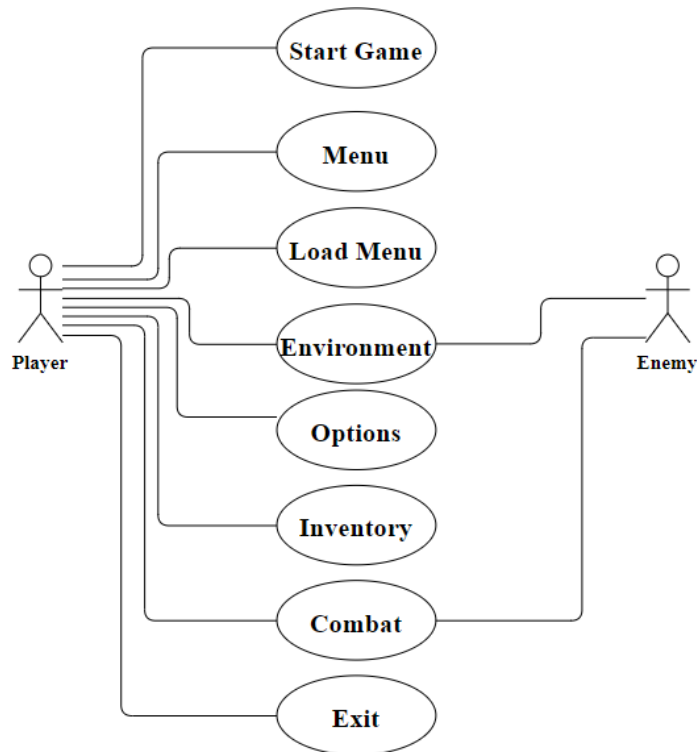 Start Game
Menu
Load Menu
Environment
Player
Enemy
Options
Inventory
Combat
Exit